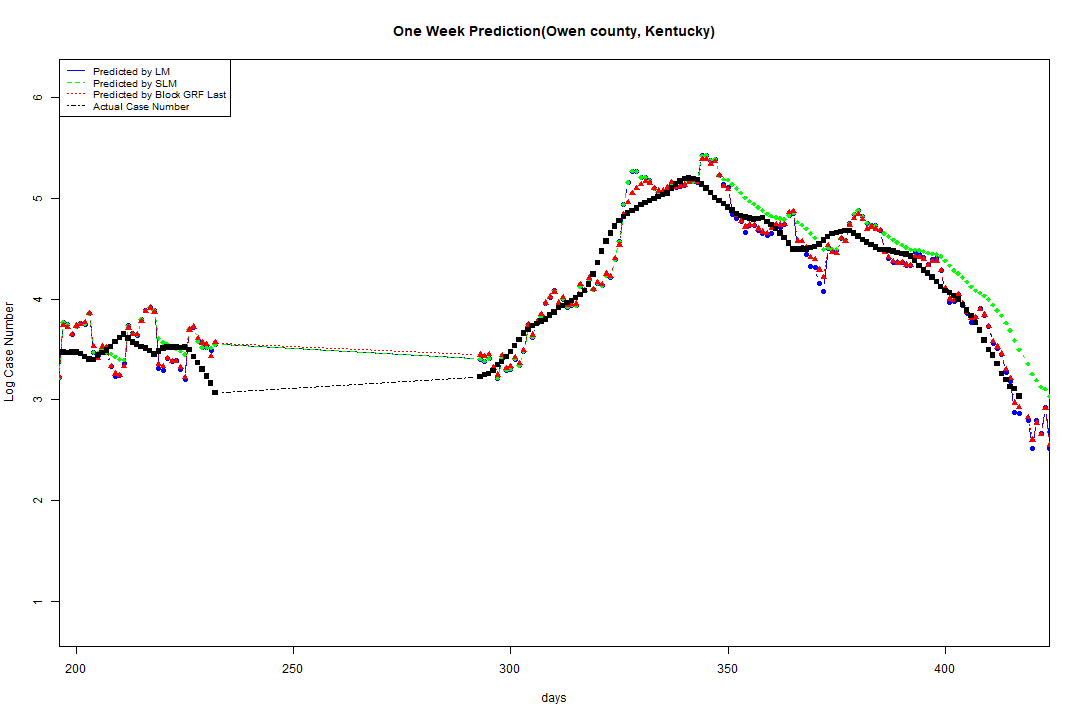 One Week Prediction(Owen county, Kentucky)
Predicted by LM
Predicted by SLM
Predicted by Block GRF Last
Actual Case Number
Log Case Number
6
5
4
3
2
1
200 250 300 350 400
days